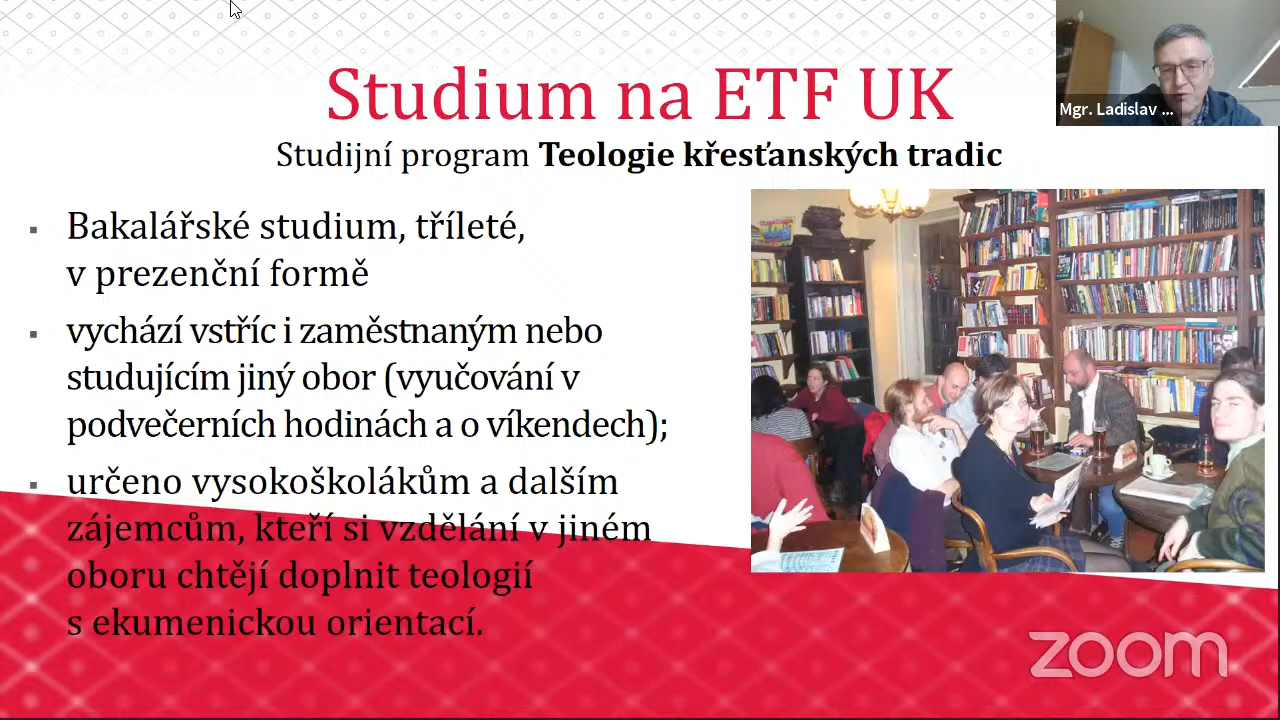 Studium na ETF UK
Mgr. Ladislav ...
Studijní program Teologie křesťanských tradic
▪ Bakalářské studium, tříleté,
v prezenční formě
▪ vychází vstříc i zaměstnaným nebo
studujícím jiný obor (vyučování v
podvečerních hodinách a o víkendech);
▪ určeno vysokoškolákům a dalším
zájemcům, kteří si vzdělání v jiném
oboru chtějí doplnit teologií
s ekumenickou orientací.
zoom